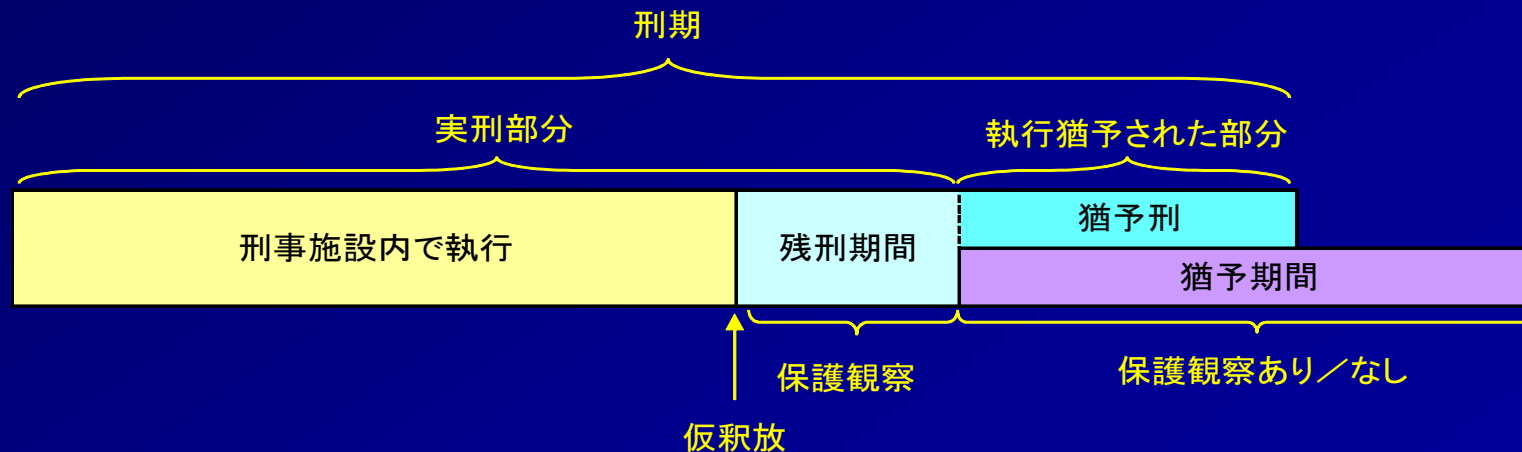 刑期
実刑部分
執行猶予された部分
刑事施設内で執行
残刑期間
猶予刑
猶予期間
保護観察
保護観察あり／なし
仮釈放